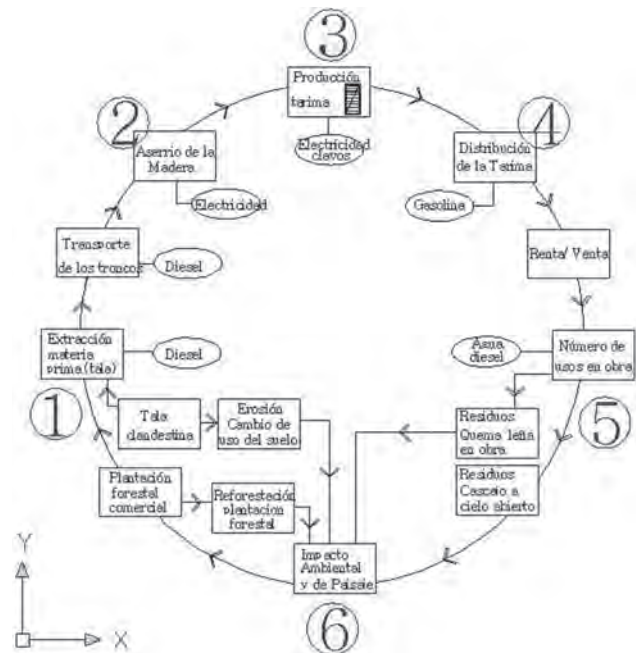 3
Producción
tarima
Electricidad
clavos
2
Aserrío de la
Madera
Electricidad
4
Distribución
de la Tarima
Gasolina
Transporte
de los troncos
Diesel
Renta/ Venta
Extracción
materia
prima(tala)
Diesel
1
Agua
diesel
Número de
usos en obra
5
Tala
clandestina
Erosión
Cambio de
uso del suelo
Residuos
Quema leña
en obra
Plantación
forestal
comercial
Reforestación
plantacion
forestal
Residuos
Cascajo a
cielo abierto
Impacto
Ambiental
y de Paisaje
6
Y
X